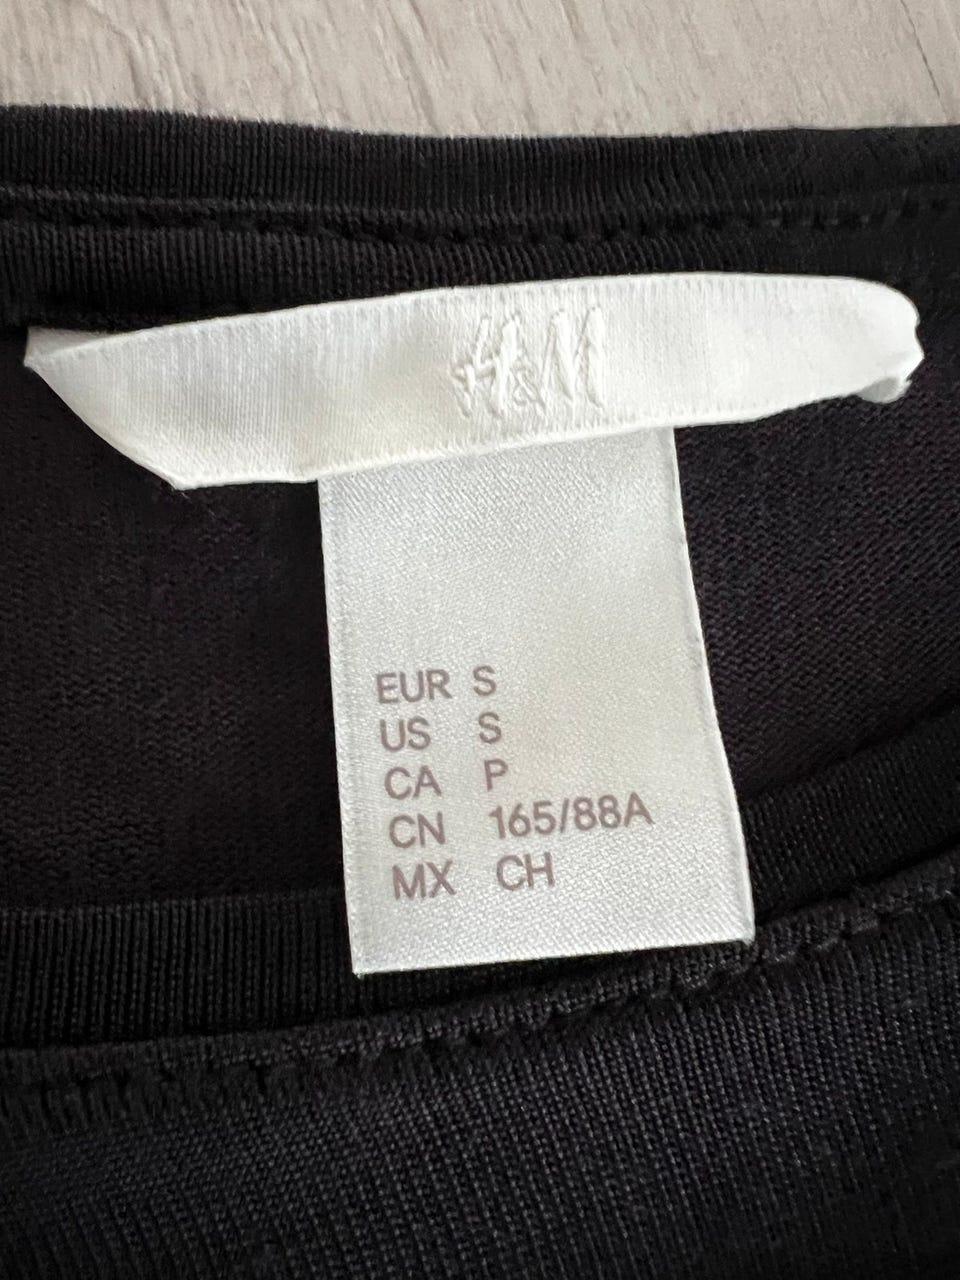 H&M
EUR S
US S
CA P
CN 165/88A
MX CH